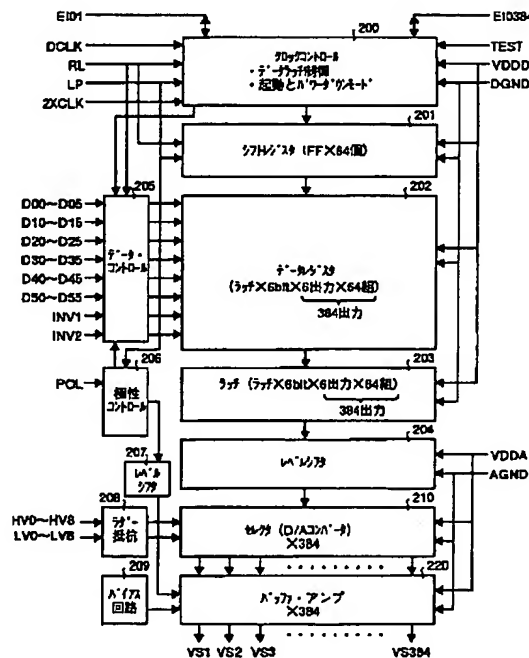 EIO1
EIO384
200
DCLK
RL
LP
2XCLK
クロックコントロール
・データラッチ制御
・起動とパワーダウンモード
TEST
VDDD
DGND
201
シフトレジスタ (FF×64個)
205
202
D00~D05
D10~D15
D20~D25
D30~D35
D40~D45
D50~D55
INV1
INV2
データ・
コントロール
データレジスタ
(ラッチ×6bit×6出力×64組)
384出力
206
203
POL
極性
コントロール
ラッチ (ラッチ×6bit×6出力×64組)
384出力
207
204
レベル
シフタ
レベルシフタ
VDDA
AGND
208
210
HV0~HV8
LV0~LV8
ラダー
抵抗
セレクタ (D/Aコンバータ)
×384
209
220
バイアス
回路
バッファ・アンプ
×384
VS1 VS2 VS3 VS384